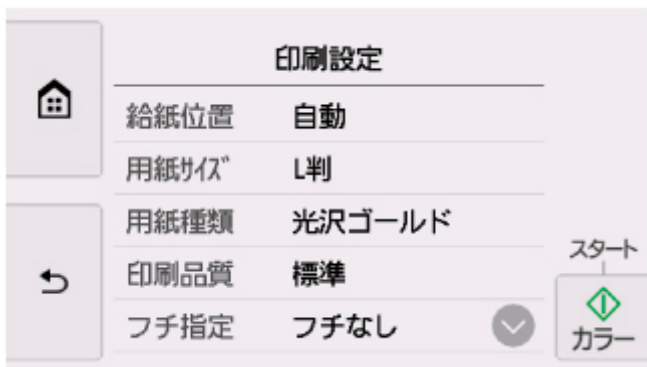 印刷設定
給紙位置 自動
用紙サイズ L判
用紙種類 光沢ゴールド
印刷品質 標準
フチ指定 フチなし
スタート
カラー